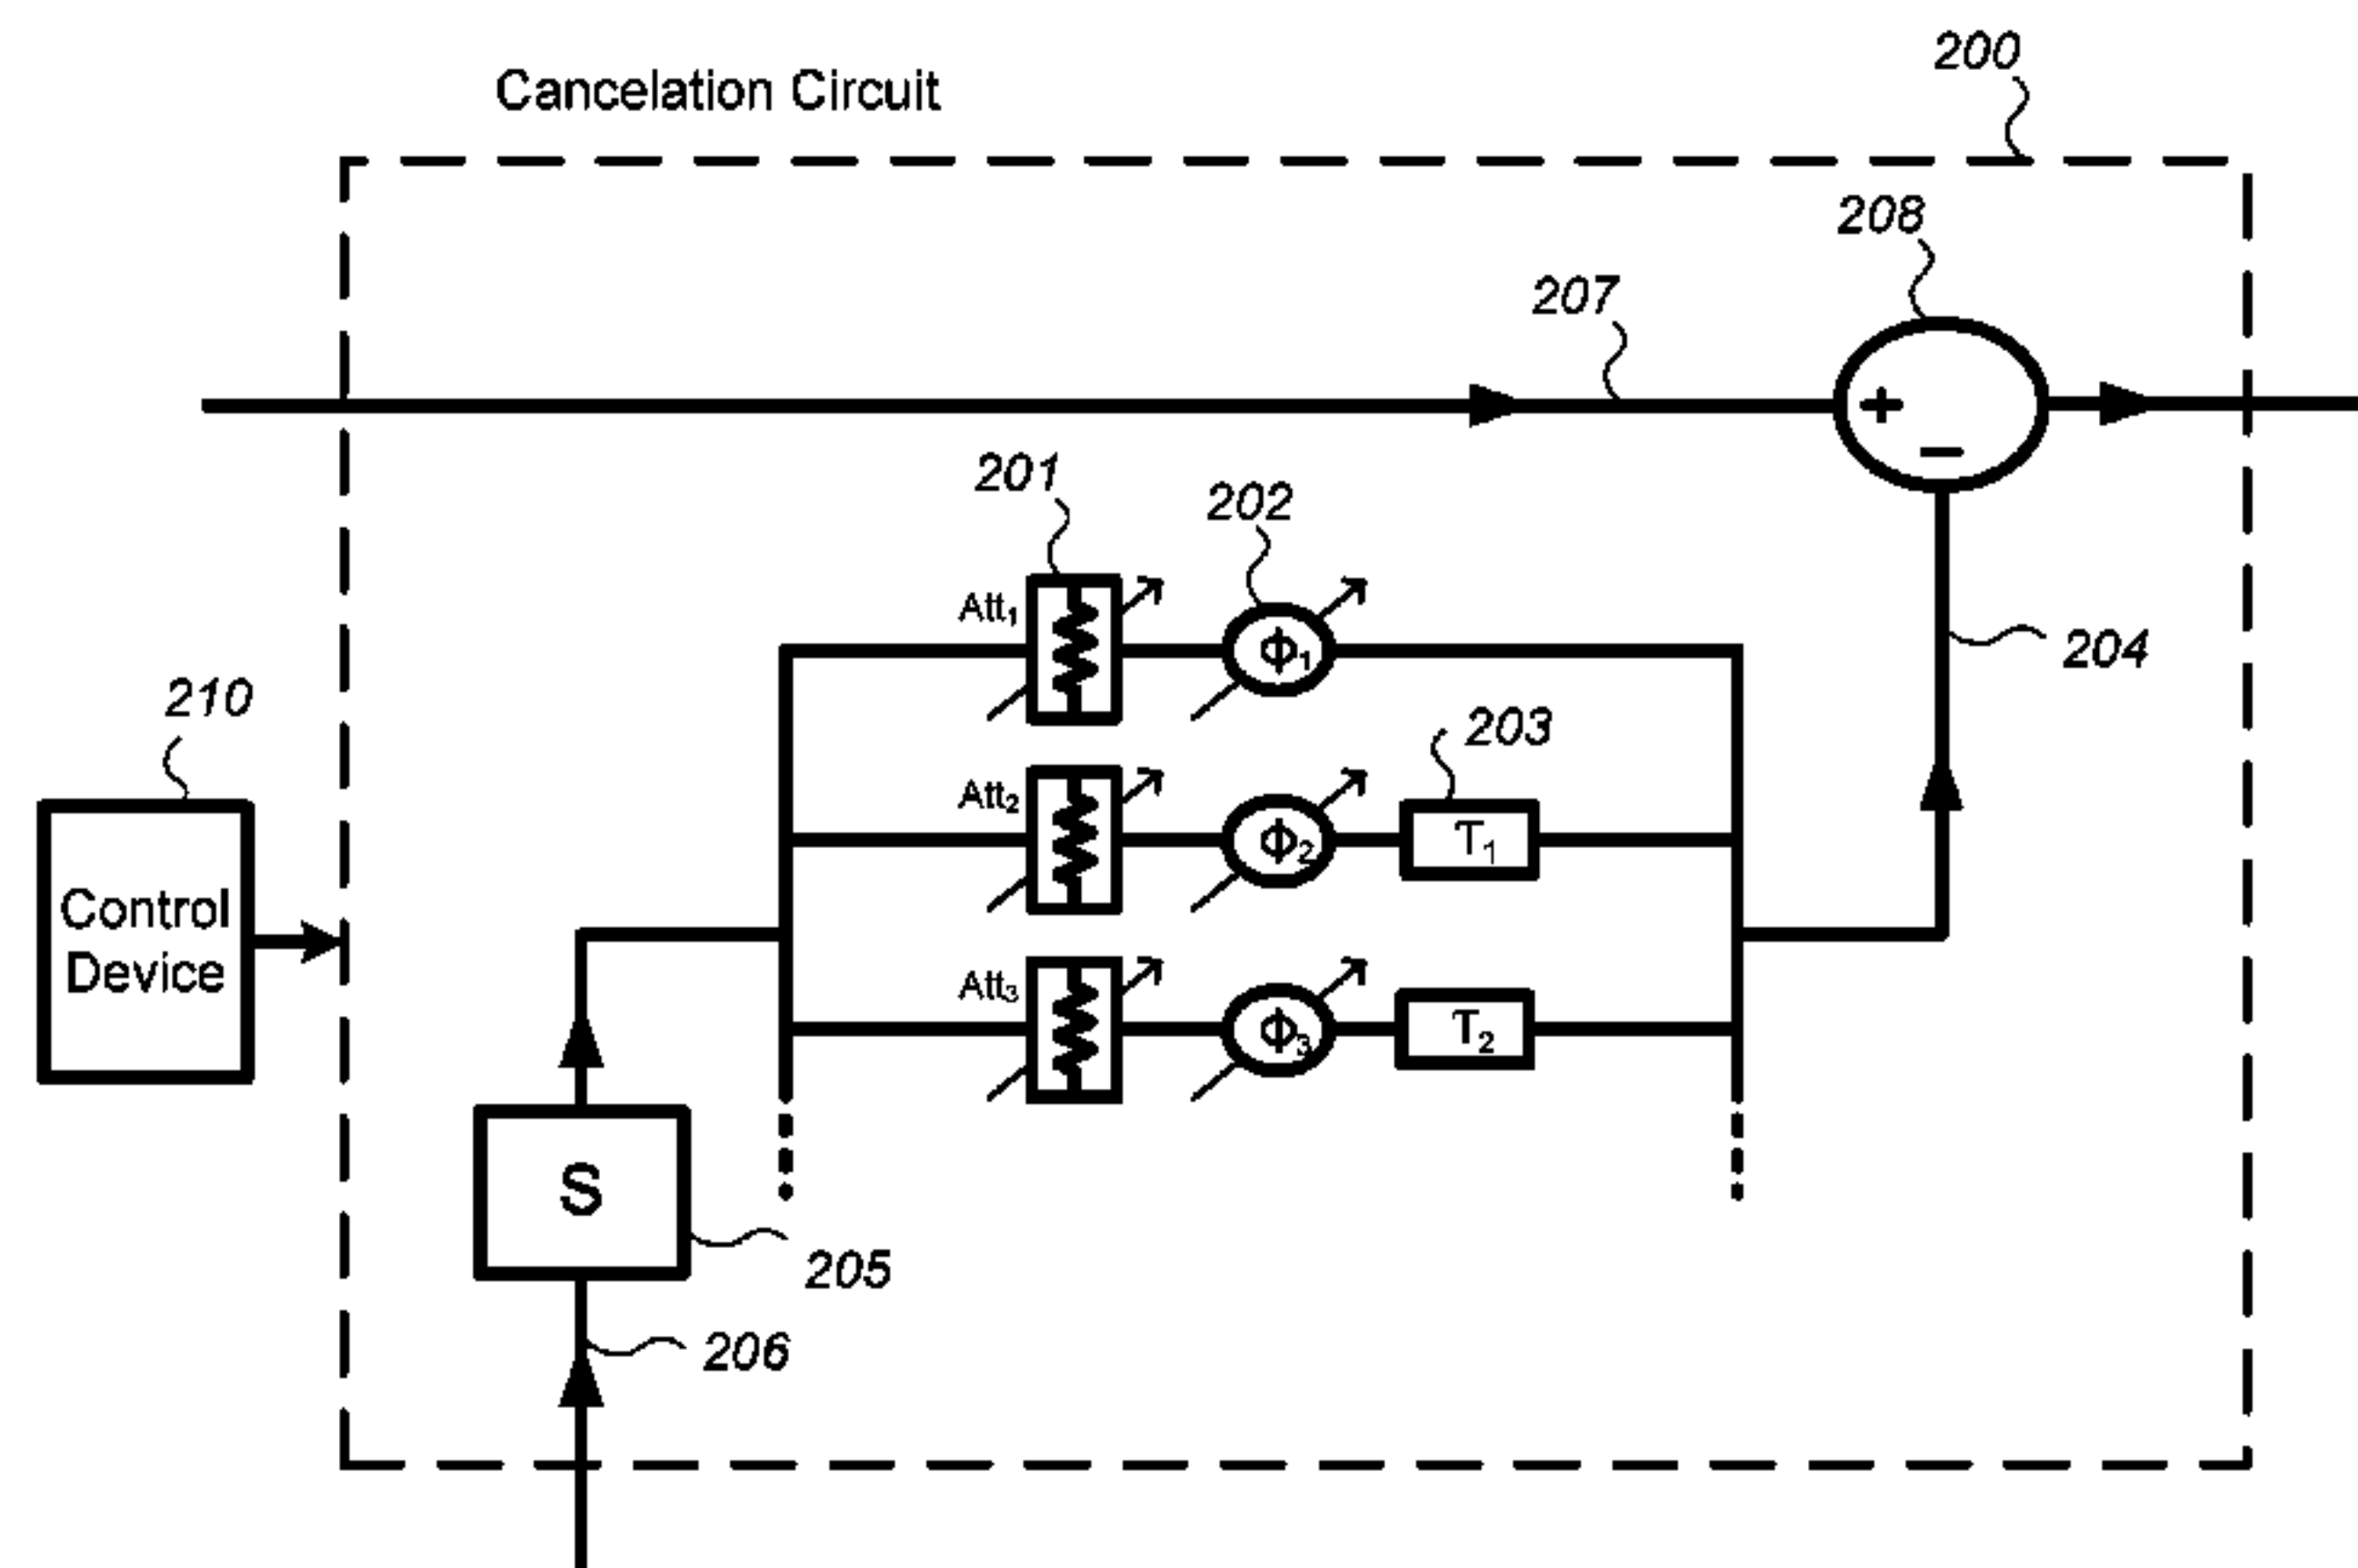 200
Cancelation Circuit
208
207
+
−
201
202
Att₁
Φ₁
204
210
203
Att₂
Φ₂
T₁
Control
Device
Att₃
Φ₃
T₂
S
205
206